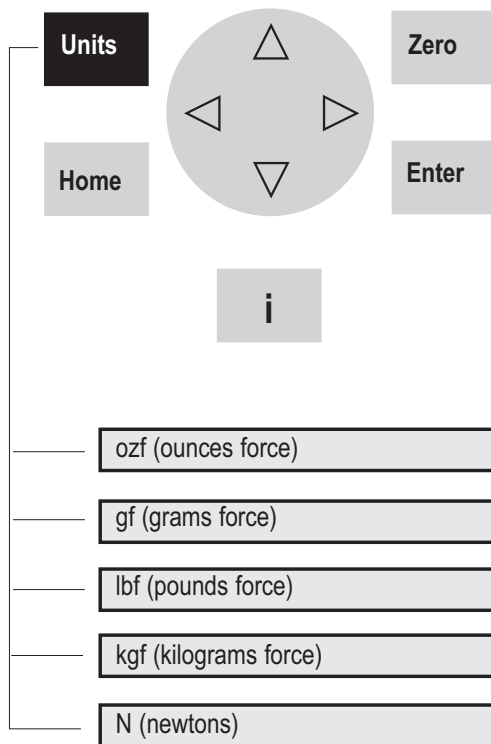 Units
Zero
Home
Enter
i
ozf (ounces force)
gf (grams force)
lbf (pounds force)
kgf (kilograms force)
N (newtons)